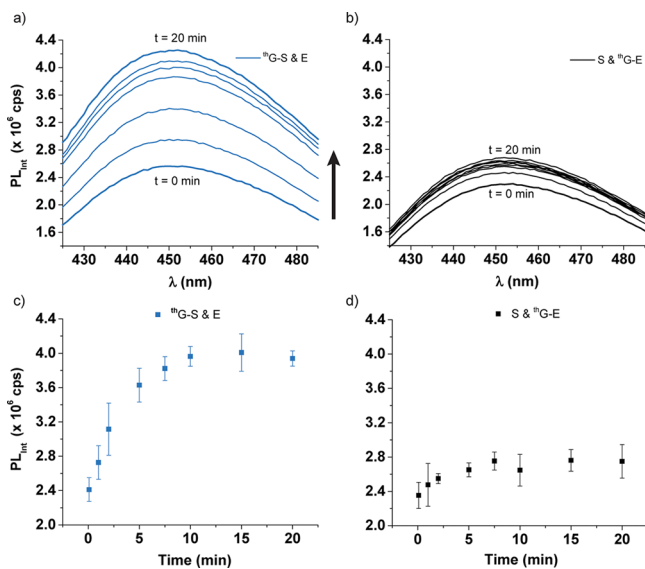 a)
t = 20 min
thG-S & E
t = 0 min
PLInt (x 10^6 cps)
4.4
4.0
3.6
3.2
2.8
2.4
2.0
1.6
430 440 450 460 470 480
λ (nm)
b)
S & thG-E
t = 20 min
t = 0 min
4.4
4.0
3.6
3.2
2.8
2.4
2.0
1.6
430 440 450 460 470 480
λ (nm)
c)
thG-S & E
PLInt (x 10^6 cps)
4.4
4.0
3.6
3.2
2.8
2.4
2.0
0 5 10 15 20
Time (min)
d)
S & thG-E
4.4
4.0
3.6
3.2
2.8
2.4
2.0
0 5 10 15 20
Time (min)